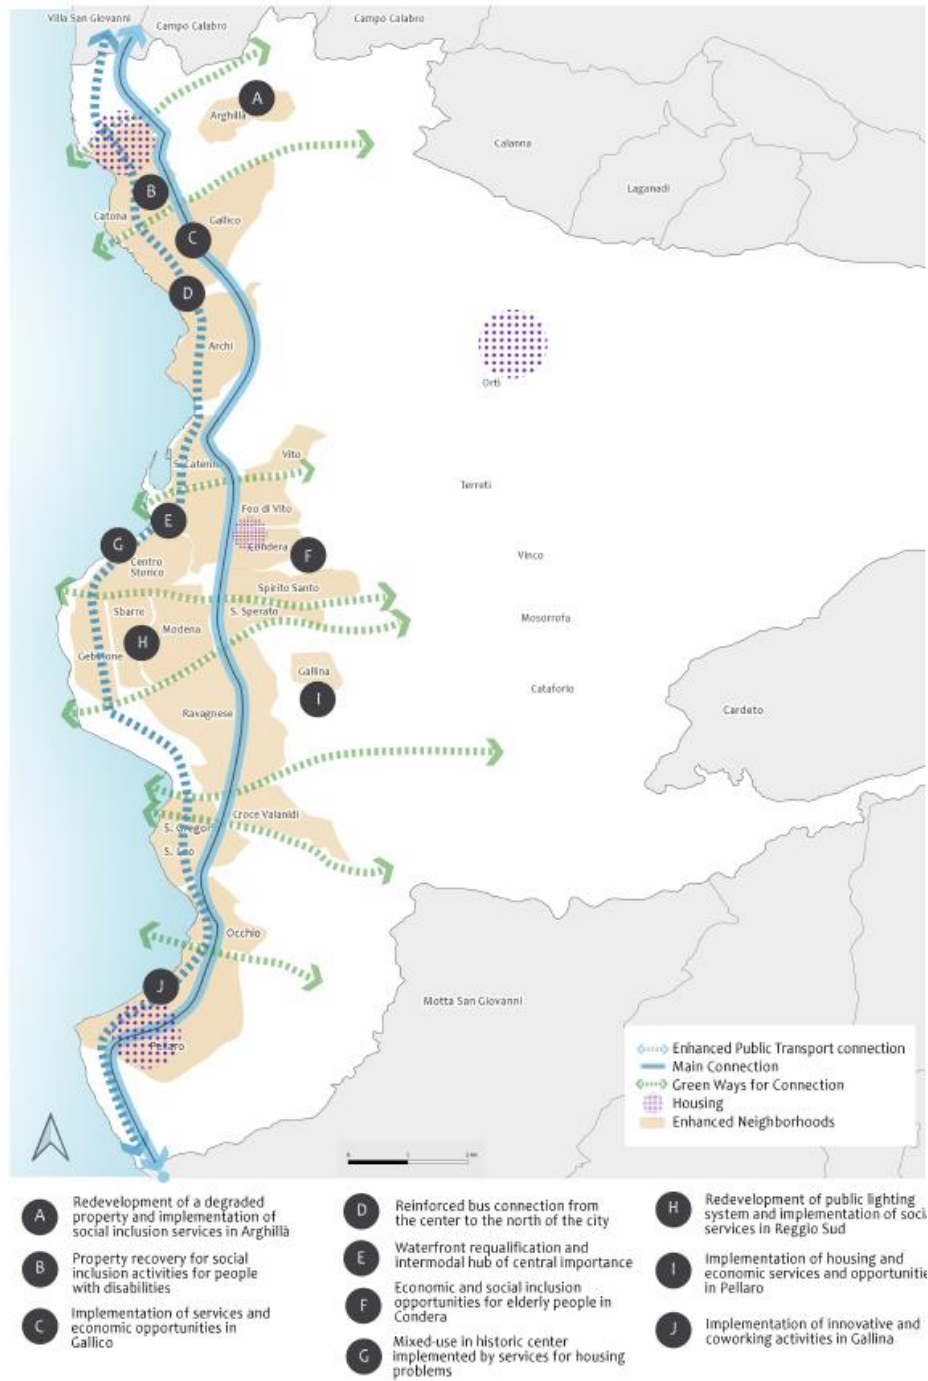 Villa San Giovanni
Campo Calabro
Campo Calabro
A
Arghillà
Calanna
Laganadi
B
Catona
Gallico
C
D
Archi
Orti
Vito
Terreti
Feo di Vito
E
G
Condera
F
Vinco
Centro
Storico
Spirito Santo
Sbarre
S. Sperato
Mosorrofa
Modena
H
Gallina
I
Cataforio
Ravagnese
Cardeto
Croce Valanidi
Occhio
J
Motta San Giovanni
Pellaro
Enhanced Public Transport connection
Main Connection
Green Ways for Connection
Housing
Enhanced Neighborhoods
A
Redevelopment of a degraded
property and implementation of
social inclusion services in Arghillà
B
Property recovery for social
inclusion activities for people
with disabilities
C
Implementation of services and
economic opportunities in
Gallico
D
Reinforced bus connection from
the center to the north of the city
E
Waterfront requalification and
intermodal hub of central importance
F
Economic and social inclusion
opportunities for elderly people in
Condera
G
Mixed-use in historic center
implemented by services for housing
problems
H
Redevelopment of public lighting
system and implementation of socia
services in Reggio Sud
I
Implementation of housing and
economic services and opportunitie
in Pellaro
J
Implementation of innovative and
coworking activities in Gallina